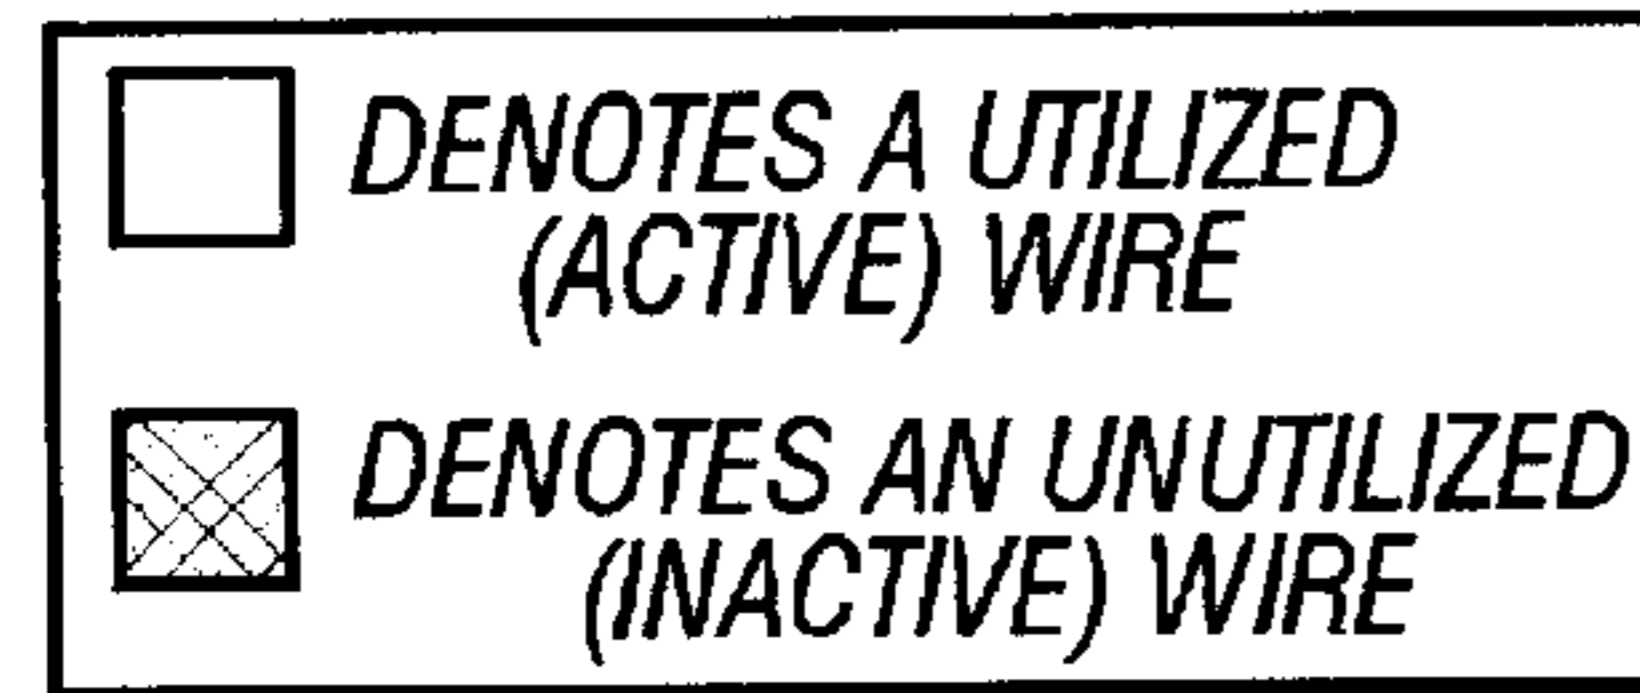 DENOTES A UTILIZED
(ACTIVE) WIRE
DENOTES AN UNUTILIZED
(INACTIVE) WIRE